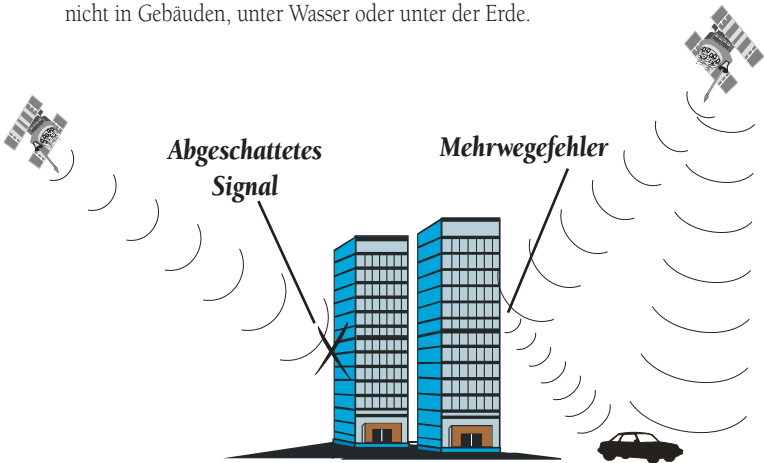 nicht in Gebäuden, unter Wasser oder unter der Erde.
Abgeschattetes
Signal
Mehrwegefehler